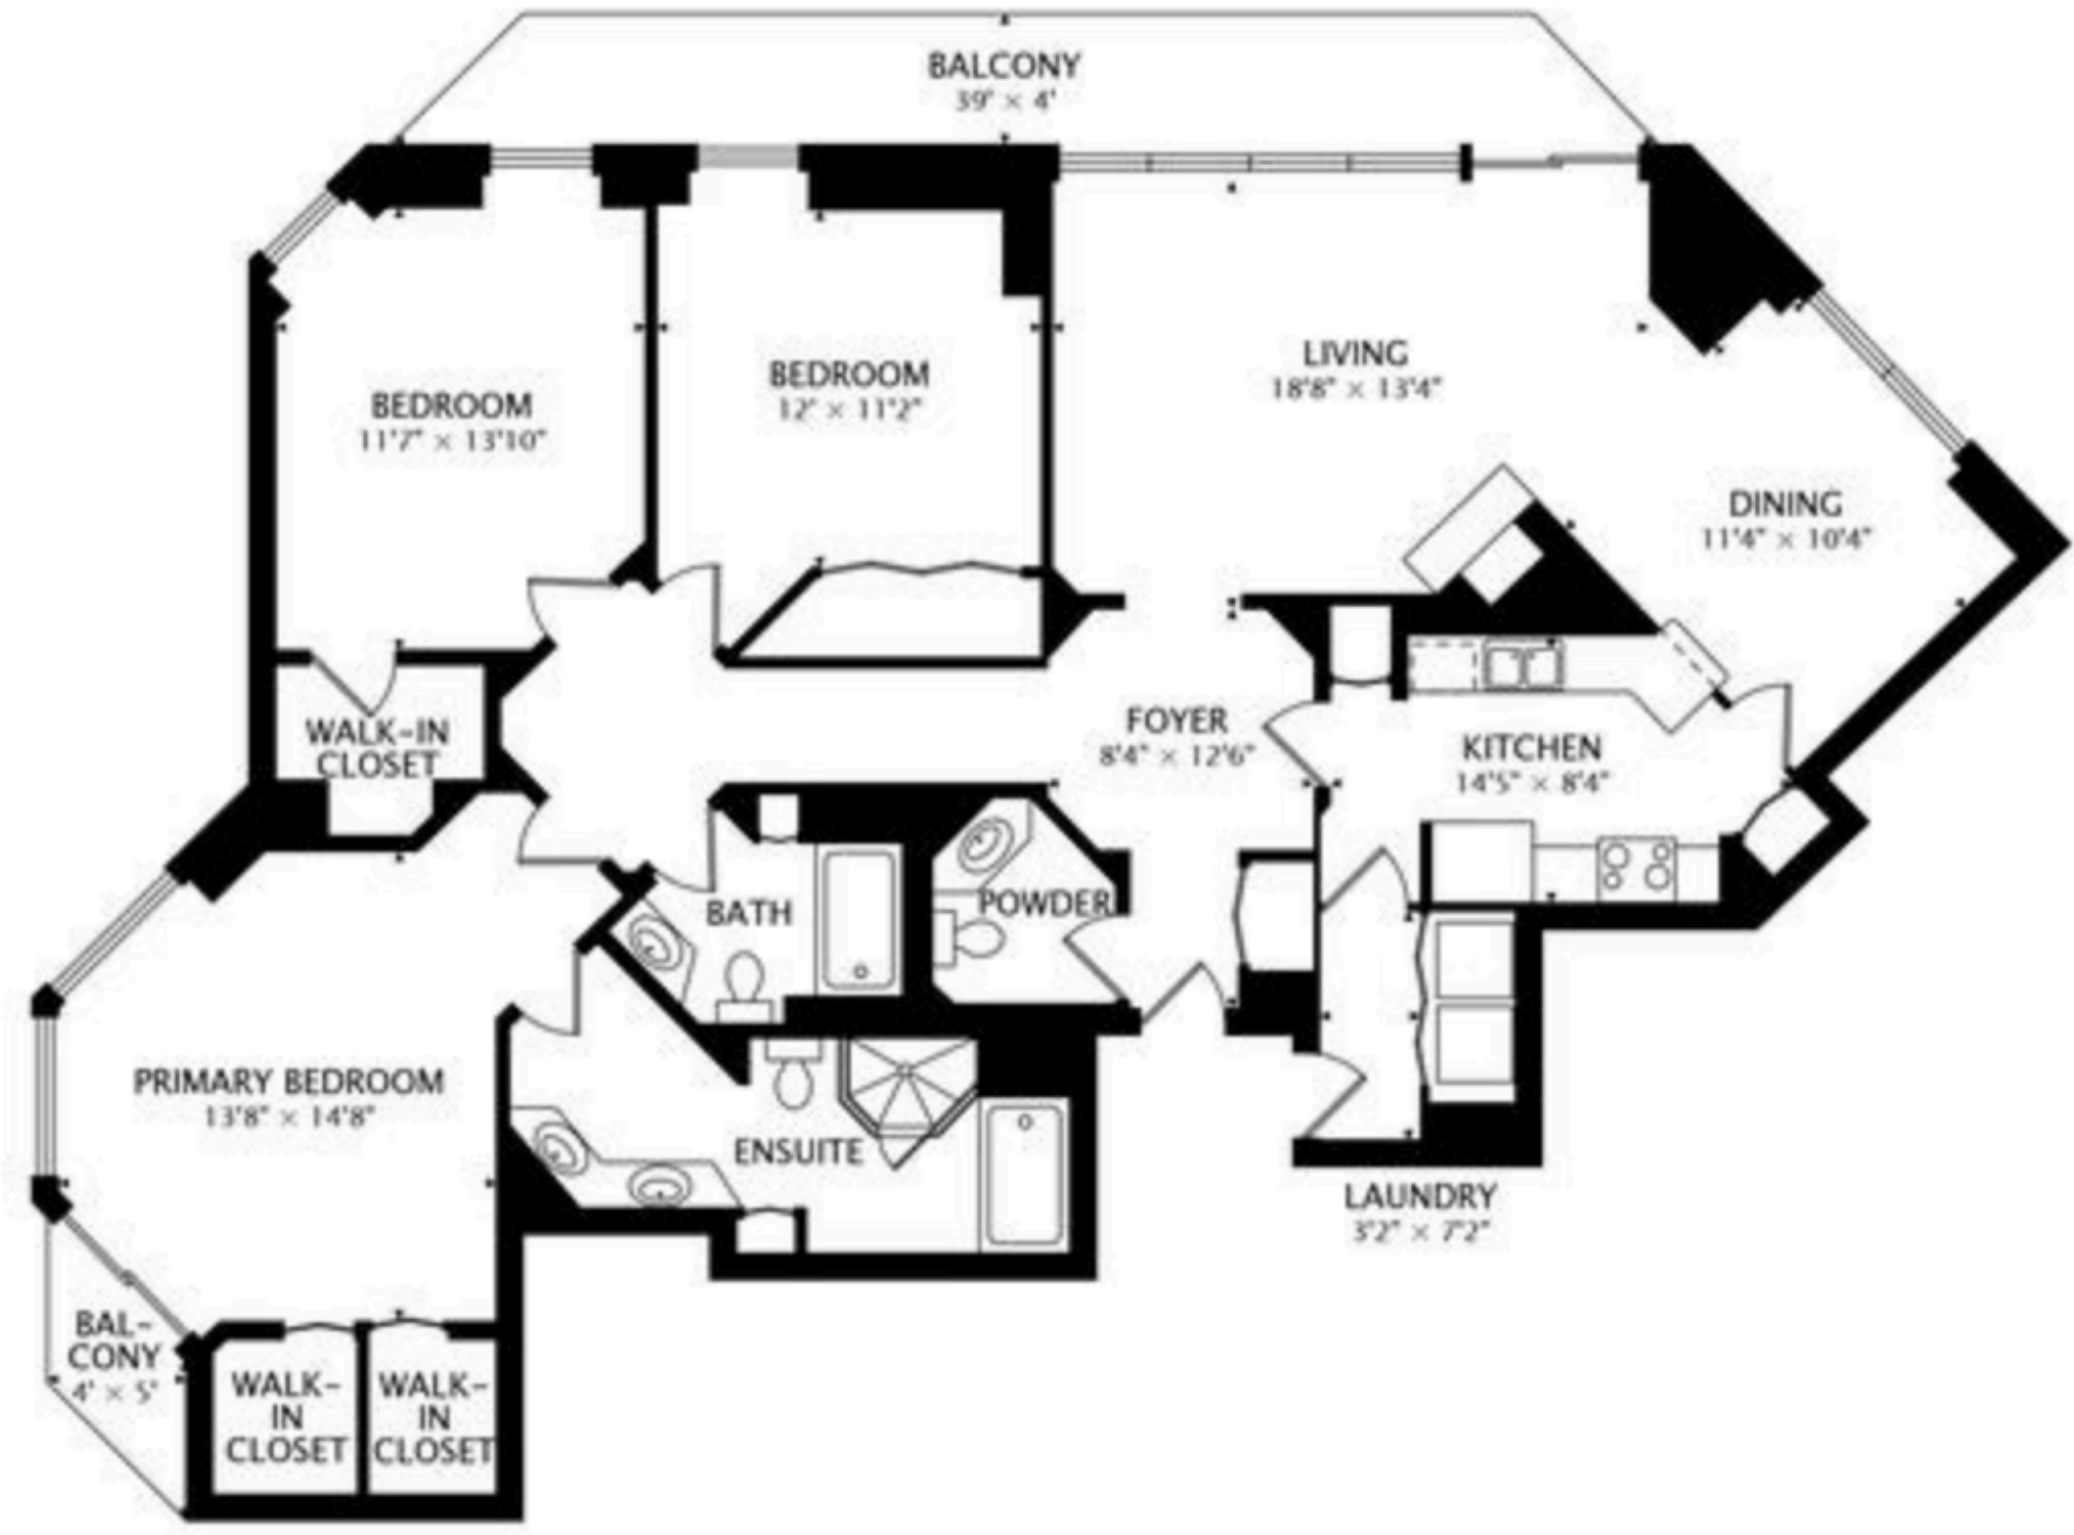 BALCONY
39' × 4'
BEDROOM
11'7" × 13'10"
BEDROOM
12' × 11'2"
LIVING
18'8" × 13'4"
DINING
11'4" × 10'4"
WALK-IN
CLOSET
FOYER
8'4" × 12'6"
KITCHEN
14'5" × 8'4"
BATH
POWDER
PRIMARY BEDROOM
13'8" × 14'8"
ENSUITE
LAUNDRY
3'2" × 7'2"
BAL-
CONY
4' × 5'
WALK-
IN
CLOSET
WALK-
IN
CLOSET